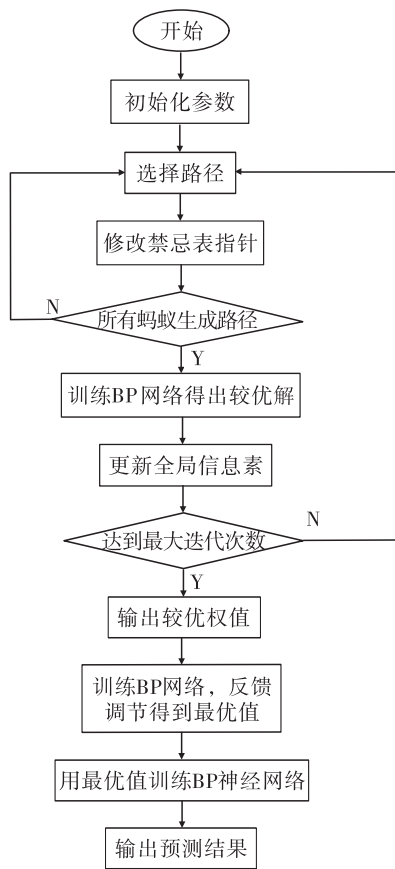 开始
初始化参数
选择路径
修改禁忌表指针
N
所有蚂蚁生成路径
Y
训练BP网络得出较优解
更新全局信息素
N
达到最大迭代次数
Y
输出较优权值
训练BP网络，反馈
调节得到最优值
用最优值训练BP神经网络
输出预测结果